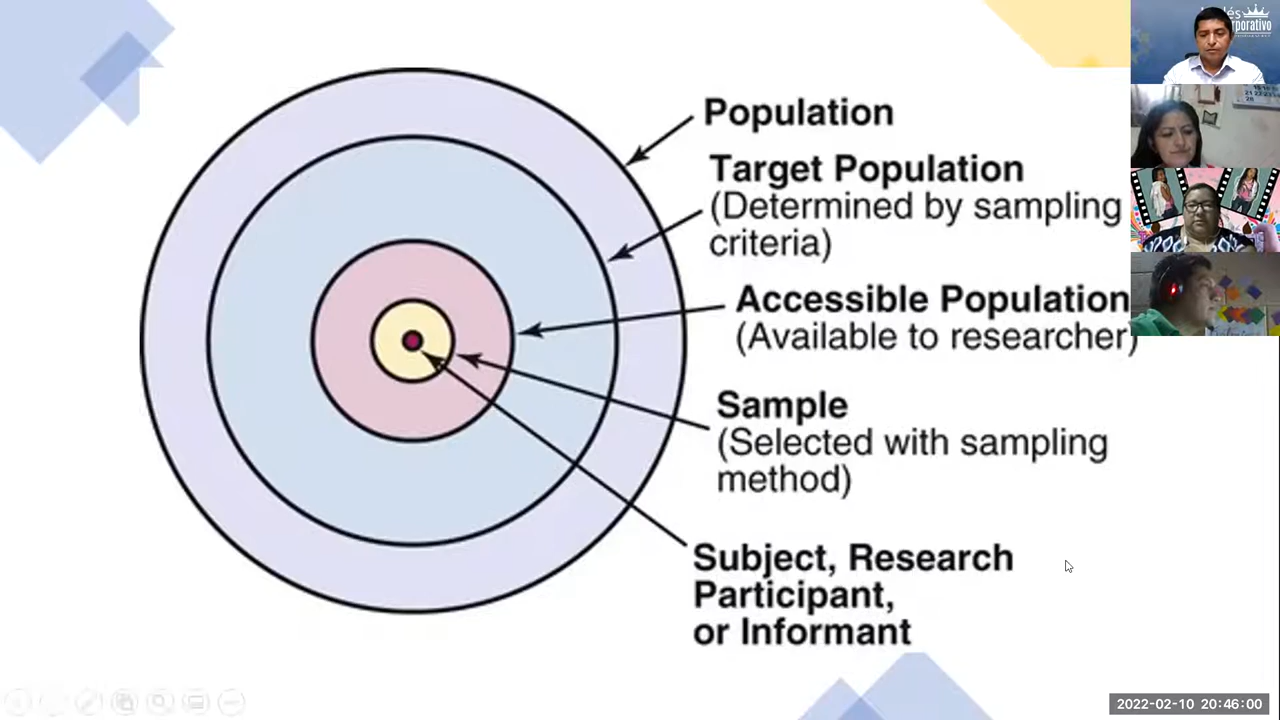 Population
Target Population
(Determined by sampling
criteria)
Accessible Population
(Available to researcher)
Sample
(Selected with sampling
method)
Subject, Research
Participant,
or Informant
2022-02-10 20:46:00